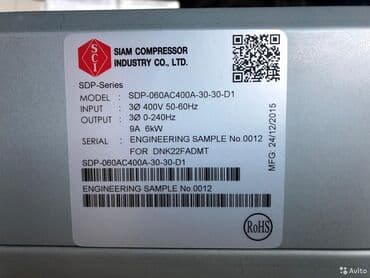 SCI
SIAM COMPRESSOR
INDUSTRY CO., LTD.
SDP-Series
MODEL : SDP-060AC400A-30-30-D1
INPUT : 3Ø 400V 50-60Hz
OUTPUT : 3Ø 0-240Hz
9A 6kW
SERIAL : ENGINEERING SAMPLE No.0012
FOR DNK22FADMT
SDP-060AC400A-30-30-D1
ENGINEERING SAMPLE No.0012
MFG: 24/12/2015
RoHS
Avito